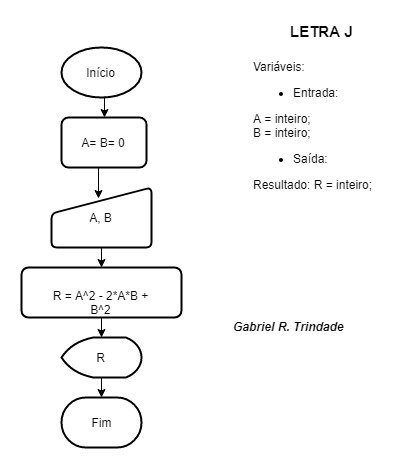 LETRA J
Início
Variáveis:
Entrada:
A = inteiro;
B = inteiro;
A= B= 0
Saída:
Resultado: R = inteiro;
A, B
R = A^2 - 2*A*B +
B^2
Gabriel R. Trindade
R
Fim